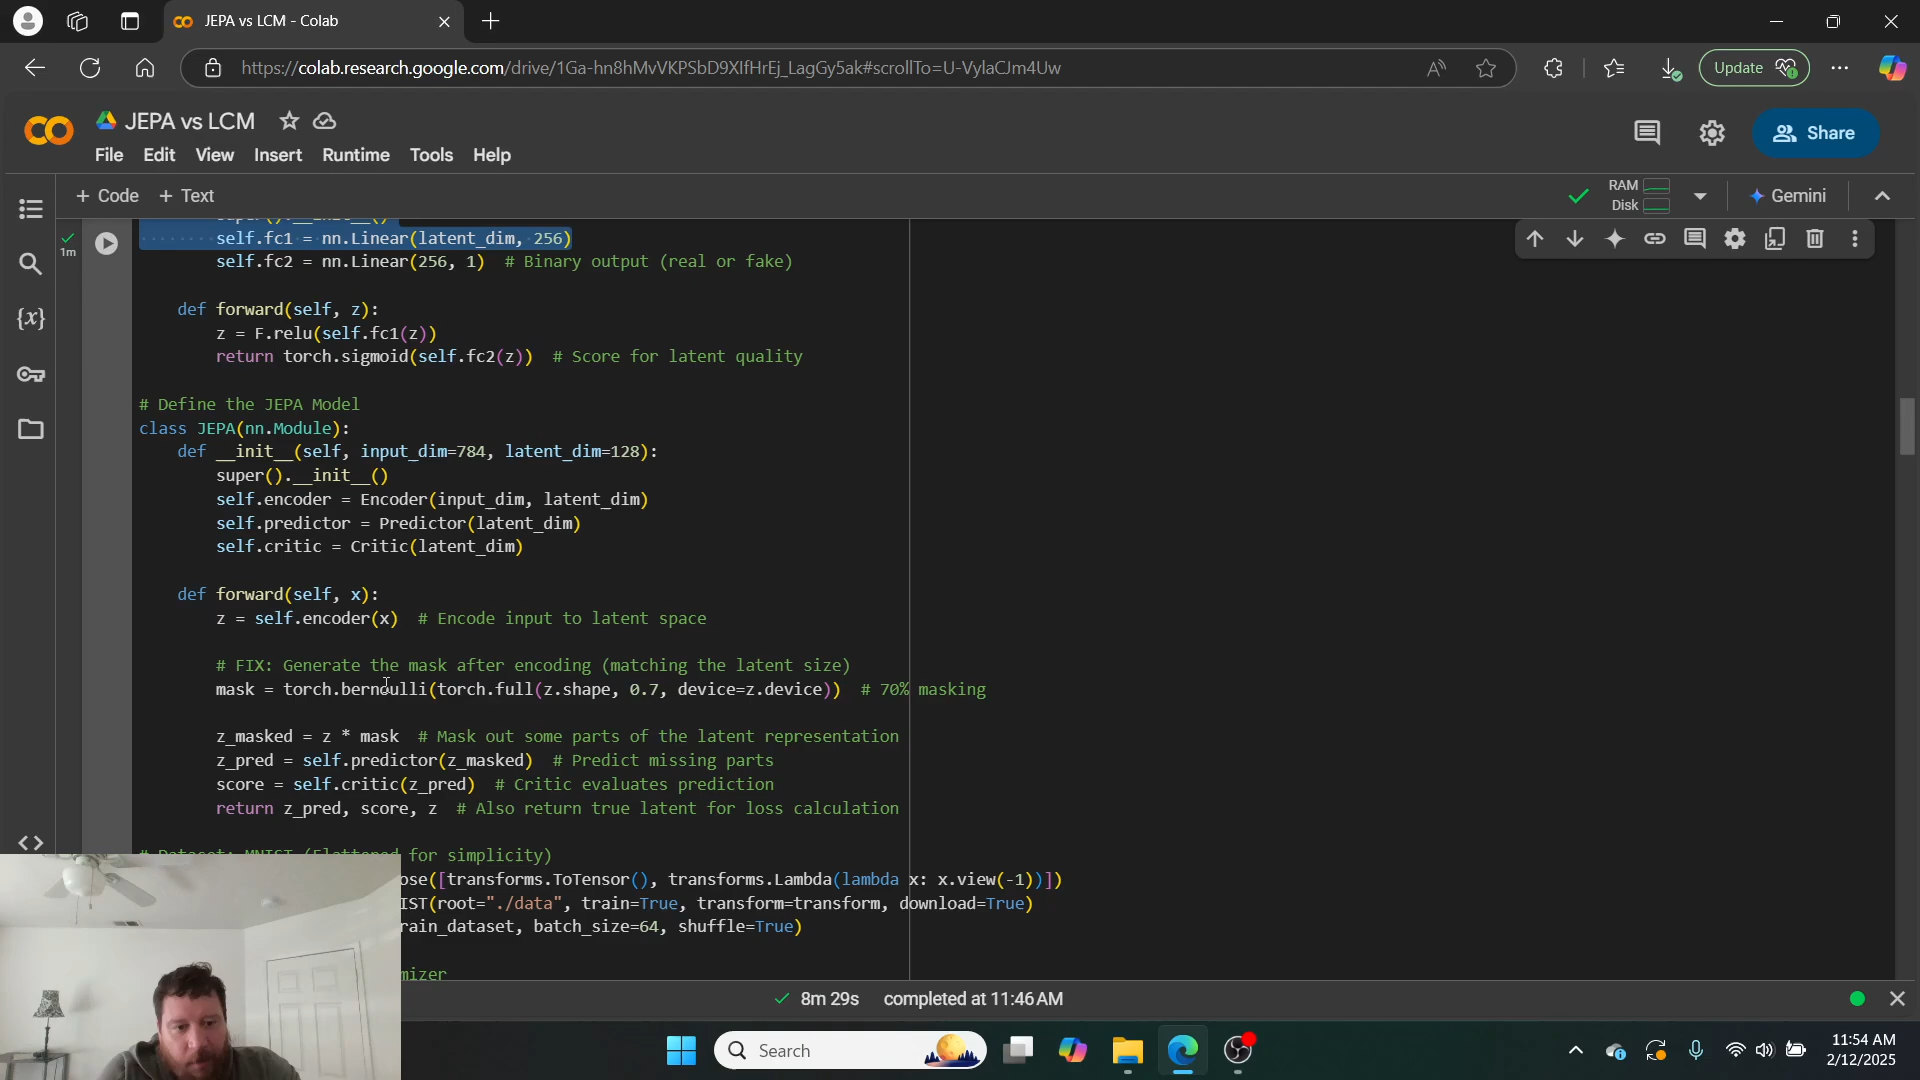 JEPA vs LCM - Colab
https://colab.research.google.com/drive/1Ga-hn8hMvVKPSbD9XIfHrEj_LagGy5ak#scrollTo=U-VylaCJm4Uw
Update
JEPA vs LCM
File Edit View Insert Runtime Tools Help
Share
+ Code + Text
RAM
Disk
Gemini
1m
super().__init__()
self.fc1 = nn.Linear(latent_dim, 256)
self.fc2 = nn.Linear(256, 1)  # Binary output (real or fake)
def forward(self, z):
z = F.relu(self.fc1(z))
return torch.sigmoid(self.fc2(z))  # Score for latent quality
# Define the JEPA Model
class JEPA(nn.Module):
def __init__(self, input_dim=784, latent_dim=128):
super().__init__()
self.encoder = Encoder(input_dim, latent_dim)
self.predictor = Predictor(latent_dim)
self.critic = Critic(latent_dim)
def forward(self, x):
z = self.encoder(x)  # Encode input to latent space
# FIX: Generate the mask after encoding (matching the latent size)
mask = torch.bernoulli(torch.full(z.shape, 0.7, device=z.device))  # 70% masking
z_masked = z * mask  # Mask out some parts of the latent representation
z_pred = self.predictor(z_masked)  # Predict missing parts
score = self.critic(z_pred)  # Critic evaluates prediction
return z_pred, score, z  # Also return true latent for loss calculation
# Dataset: MNIST (Flattened for simplicity)
ose([transforms.ToTensor(), transforms.Lambda(lambda x: x.view(-1))])
IST(root="./data", train=True, transform=transform, download=True)
rain_dataset, batch_size=64, shuffle=True)
mizer
8m 29s completed at 11:46 AM
Search
11:54 AM
2/12/2025